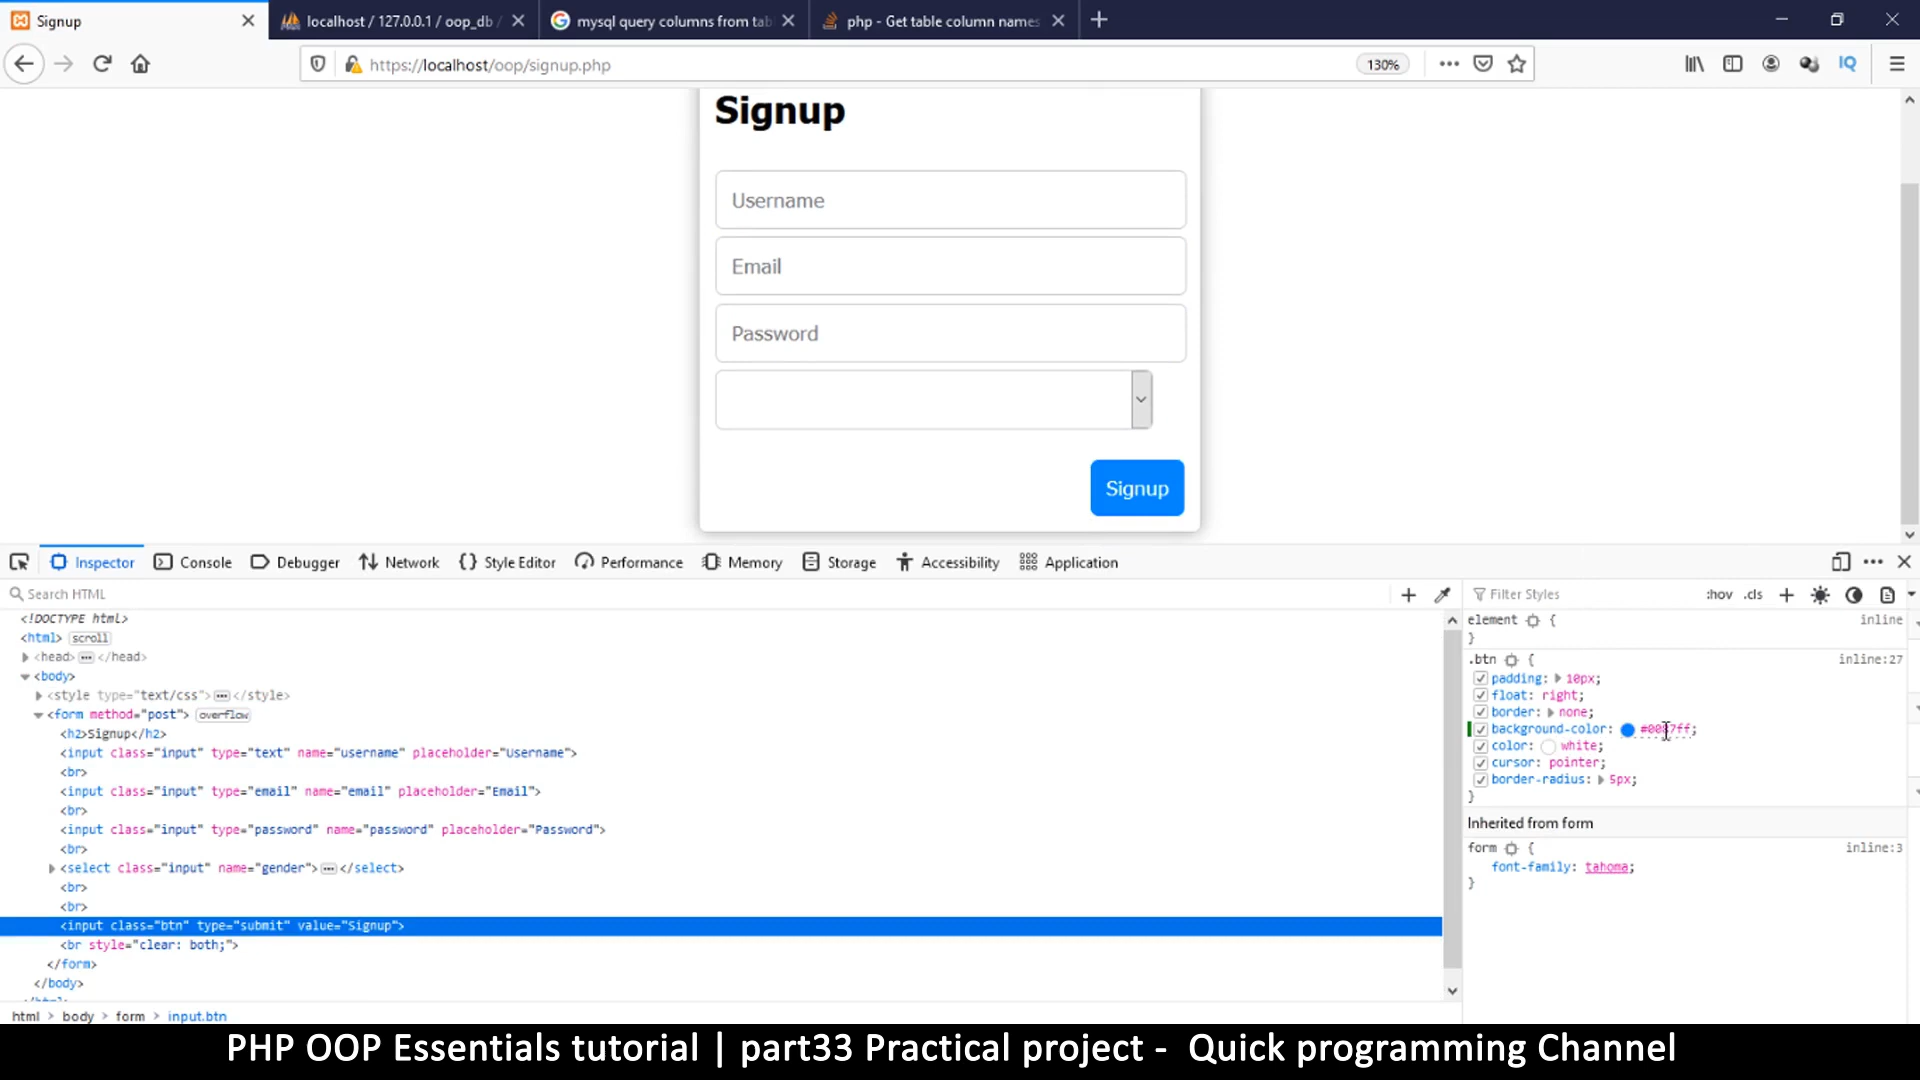 Signup
localhost / 127.0.0.1 / oop_db /
mysql query columns from tab
php - Get table column names
https://localhost/oop/signup.php
130%
IQ
Signup
Username
Email
Password
Signup
Inspector
Console
Debugger
Network
Style Editor
Performance
Memory
Storage
Accessibility
Application
Search HTML
<!DOCTYPE html>
<html> scroll
<head> ••• </head>
<body>
<style type="text/css"> ••• </style>
<form method="post"> overflow
<h2>Signup</h2>
<input class="input" type="text" name="username" placeholder="Username">
<br>
<input class="input" type="email" name="email" placeholder="Email">
<br>
<input class="input" type="password" name="password" placeholder="Password">
<br>
<select class="input" name="gender"> ••• </select>
<br>
<br>
<input class="btn" type="submit" value="Signup">
<br style="clear: both;">
</form>
</body>
html > body > form > input.btn
Filter Styles
:hov .cls
element { inline
}
.btn { inline:27
padding: 10px;
float: right;
border: none;
background-color:
color: white;
cursor: pointer;
border-radius: 5px;
}
Inherited from form
form { inline:3
font-family: tahoma;
}
PHP OOP Essentials tutorial | part33 Practical project - Quick programming Channel